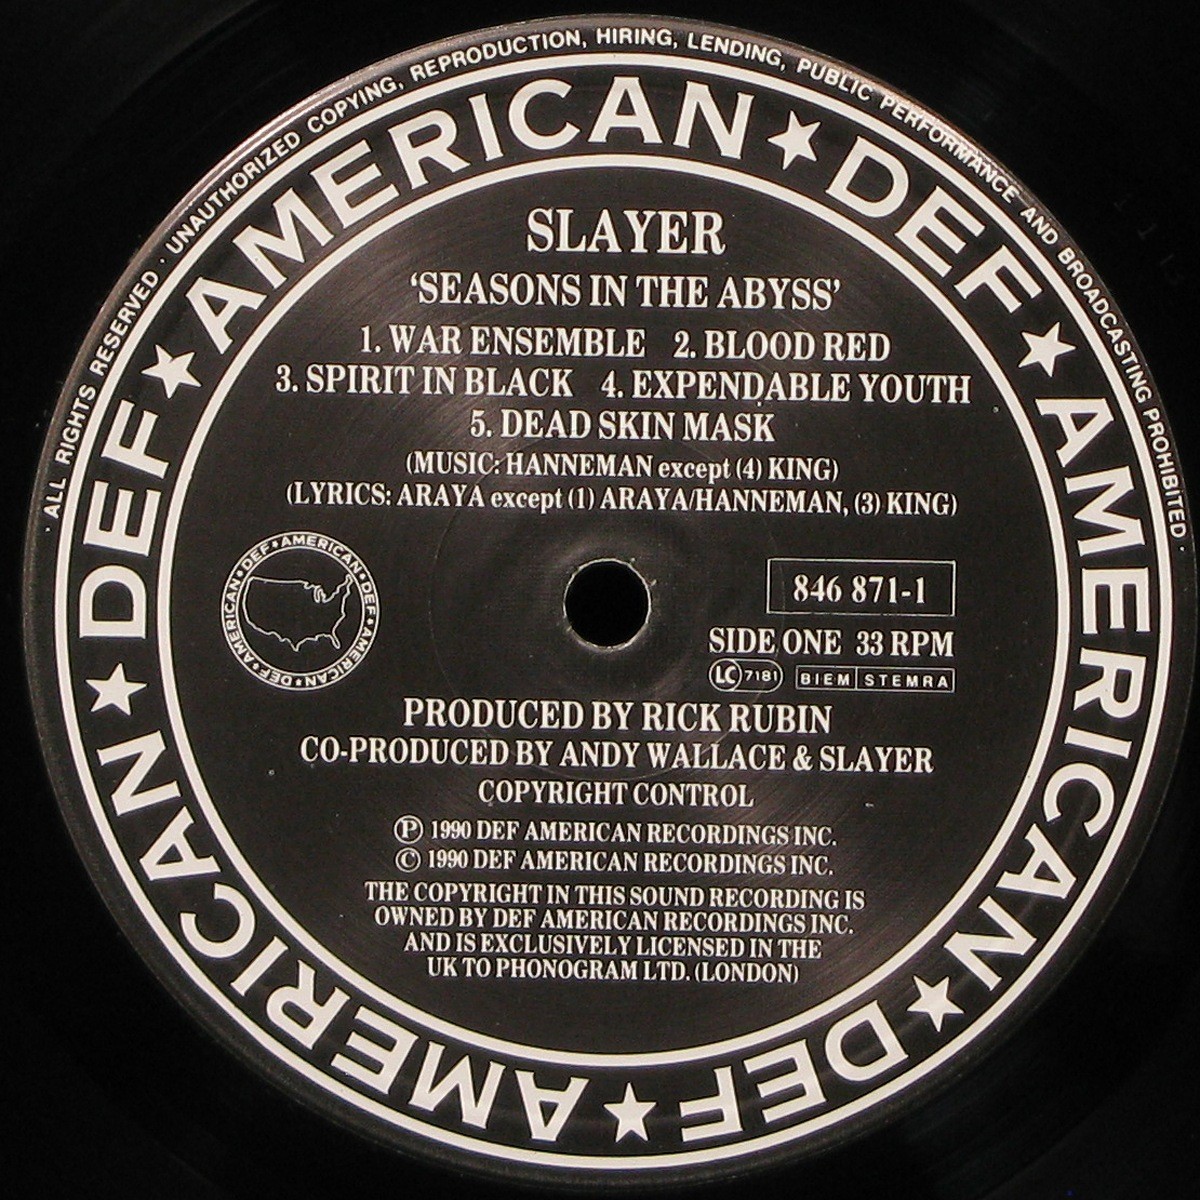 · ALL RIGHTS RESERVED · UNAUTHORIZED COPYING, REPRODUCTION, HIRING, LENDING, PUBLIC PERFORMANCE AND BROADCASTING PROHIBITED ·
AMERICAN ★ DEF ★ AMERICAN ★ DEF ★ AMERICAN ★ DEF ★
SLAYER
‘SEASONS IN THE ABYSS’
1. WAR ENSEMBLE 2. BLOOD RED
3. SPIRIT IN BLACK 4. EXPENDABLE YOUTH
5. DEAD SKIN MASK
(MUSIC: HANNEMAN except (4) KING)
(LYRICS: ARAYA except (1) ARAYA/HANNEMAN, (3) KING)
DEF ★ AMERICAN ★ DEF ★ AMERICAN ★ DEF ★ AMERICAN ★
846 871-1
SIDE ONE 33 RPM
LC 7181 BIEM STEMRA
PRODUCED BY RICK RUBIN
CO-PRODUCED BY ANDY WALLACE & SLAYER
COPYRIGHT CONTROL
Ⓟ 1990 DEF AMERICAN RECORDINGS INC.
© 1990 DEF AMERICAN RECORDINGS INC.
THE COPYRIGHT IN THIS SOUND RECORDING IS
OWNED BY DEF AMERICAN RECORDINGS INC.
AND IS EXCLUSIVELY LICENSED IN THE
UK TO PHONOGRAM LTD. (LONDON)